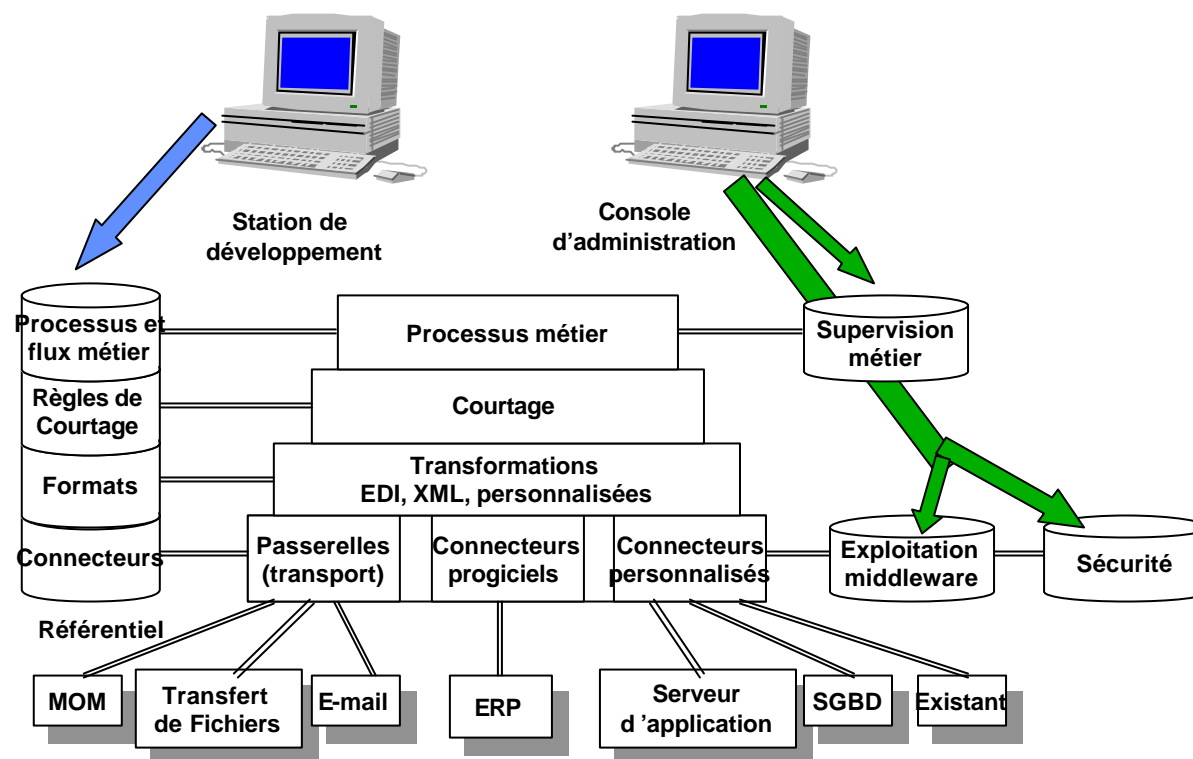 Station de
développement
Console
d'administration
Processus et
flux métier
Processus métier
Supervision
métier
Règles de
Courtage
Courtage
Formats
Transformations
EDI, XML, personnalisées
Connecteurs
Passerelles
(transport)
Connecteurs
progiciels
Connecteurs
personnalisés
Exploitation
middleware
Sécurité
Référentiel
MOM
Transfert
de Fichiers
E-mail
ERP
Serveur
d 'application
SGBD
Existant